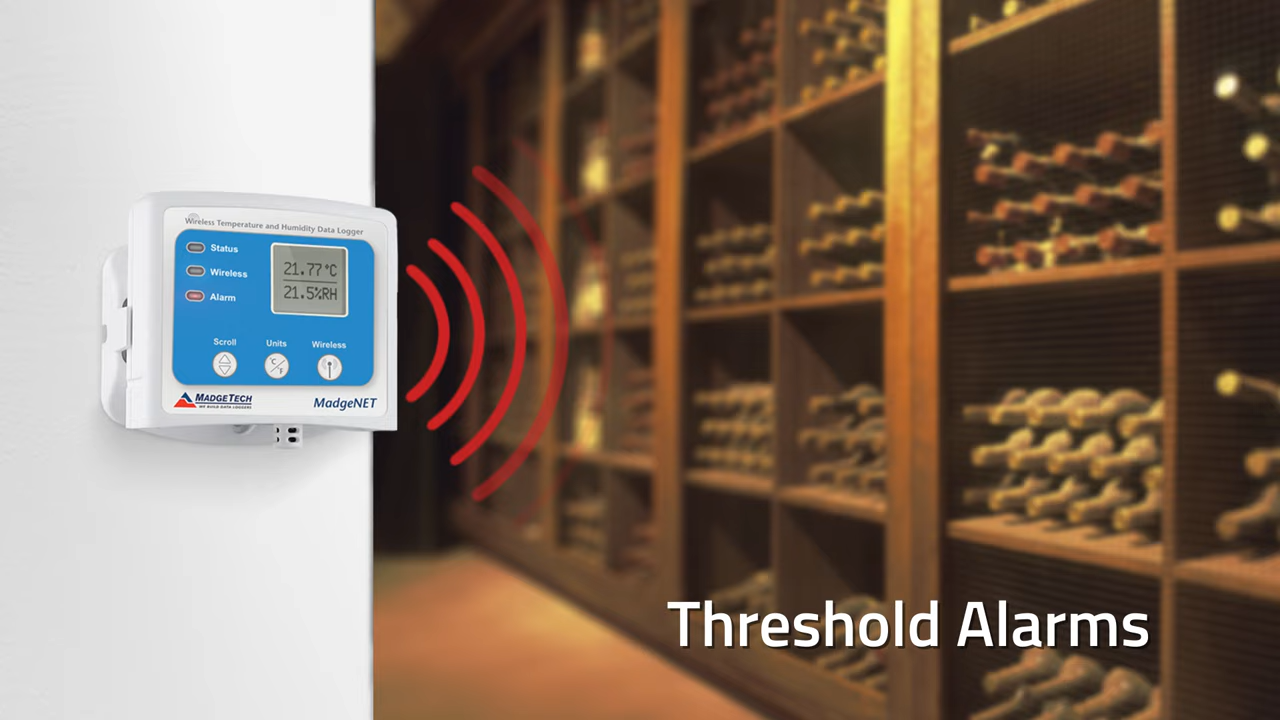 Wireless Temperature and Humidity Data Logger
Status
Wireless
Alarm
21.77°C
21.5%RH
Scroll
Units
Wireless
°C
°F
MADGETECH
WE BUILD DATA LOGGERS
MadgeNET
Threshold Alarms